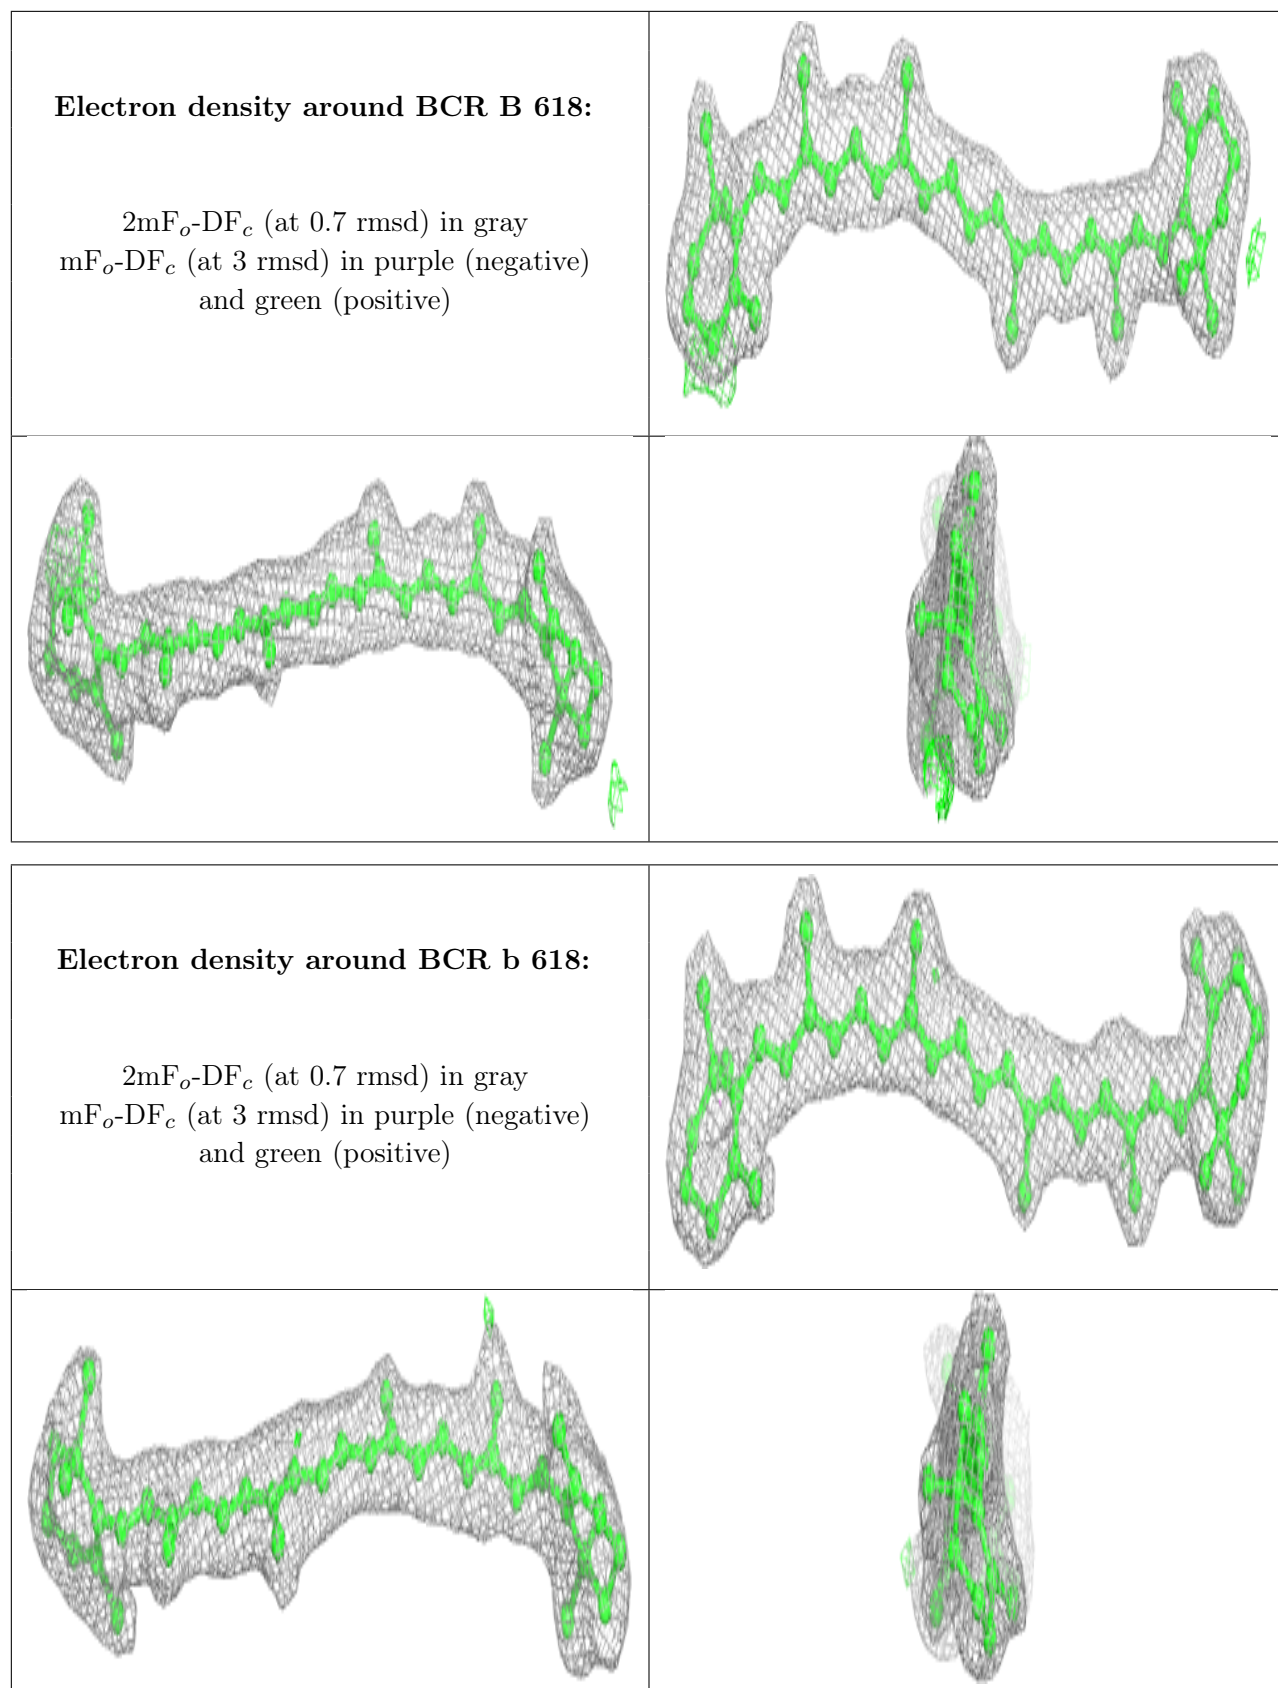 Electron density around BCR B 618:
2mFₒ-DF𝑐 (at 0.7 rmsd) in gray
mFₒ-DF𝑐 (at 3 rmsd) in purple (negative)
and green (positive)
Electron density around BCR b 618:
2mFₒ-DF𝑐 (at 0.7 rmsd) in gray
mFₒ-DF𝑐 (at 3 rmsd) in purple (negative)
and green (positive)